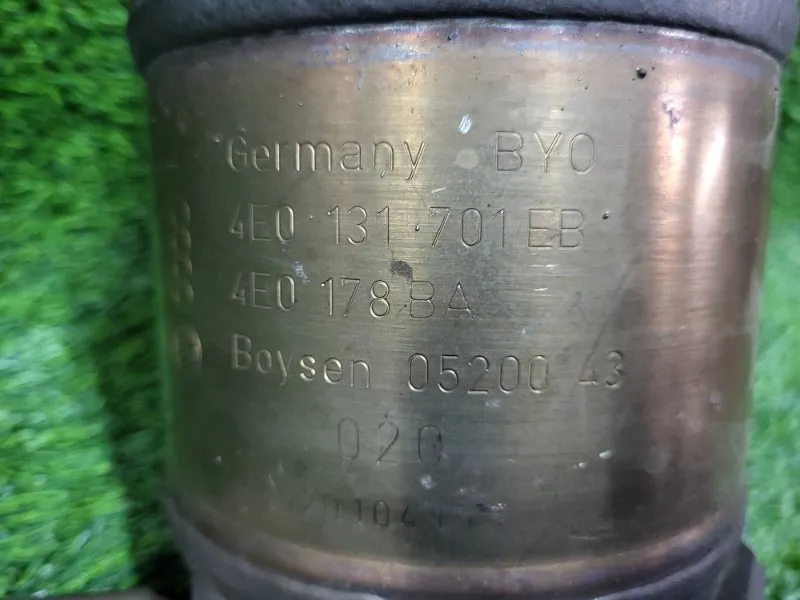 Germany BYO
4E0 131 701 EB
4E0 178 BA
Boysen 05200 43
020